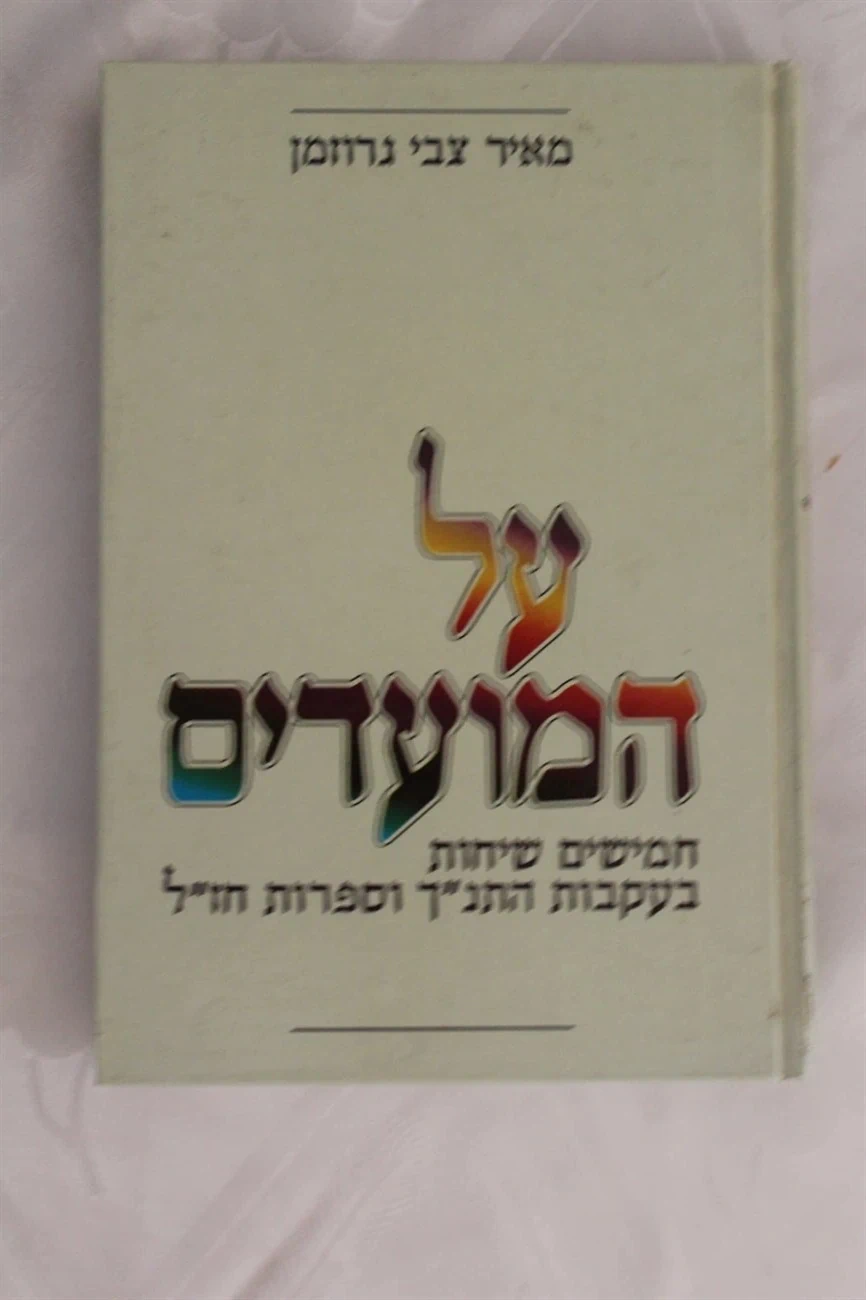 מאיר צבי גרוזמן
על
המועדים
חמישים שיחות
בעקבות התנ"ך וספרות חז"ל